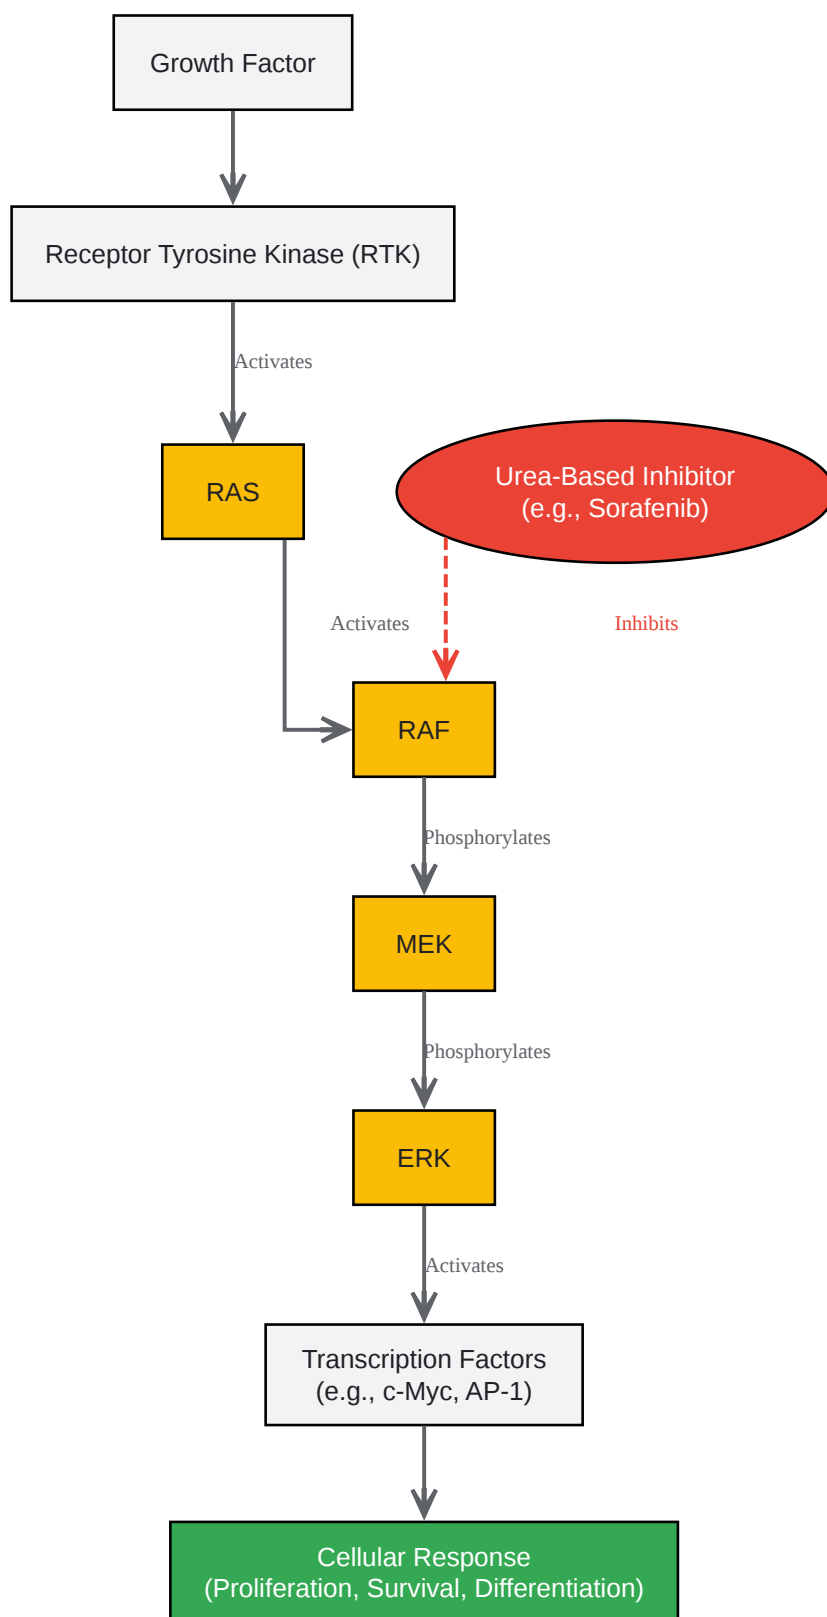 Growth Factor
Receptor Tyrosine Kinase (RTK)
Activates
RAS
Urea-Based Inhibitor
(e.g., Sorafenib)
Activates
Inhibits
RAF
Phosphorylates
MEK
Phosphorylates
ERK
Activates
Transcription Factors
(e.g., c-Myc, AP-1)
Cellular Response
(Proliferation, Survival, Differentiation)